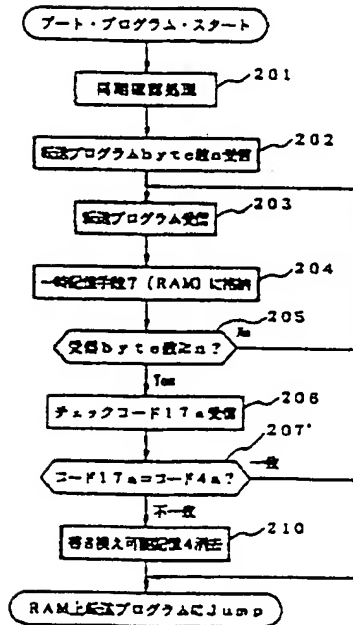 ブート・プログラム・スタート
201
同期確認処理
202
転送プログラムbyte数n受信
203
転送プログラム受信
204
一時記憶手段7(RAM)に格納
205
受信byte数≧n?
No
Yes
206
チェックコード17a受信
207'
コード17a=コード4a?
一致
不一致
210
書き換え可能記憶4消去
RAM上転送プログラムにJump